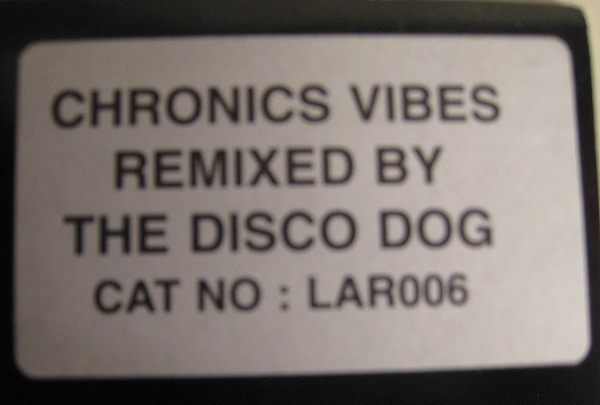 CHRONICS VIBES
REMIXED BY
THE DISCO DOG
CAT NO : LAR006